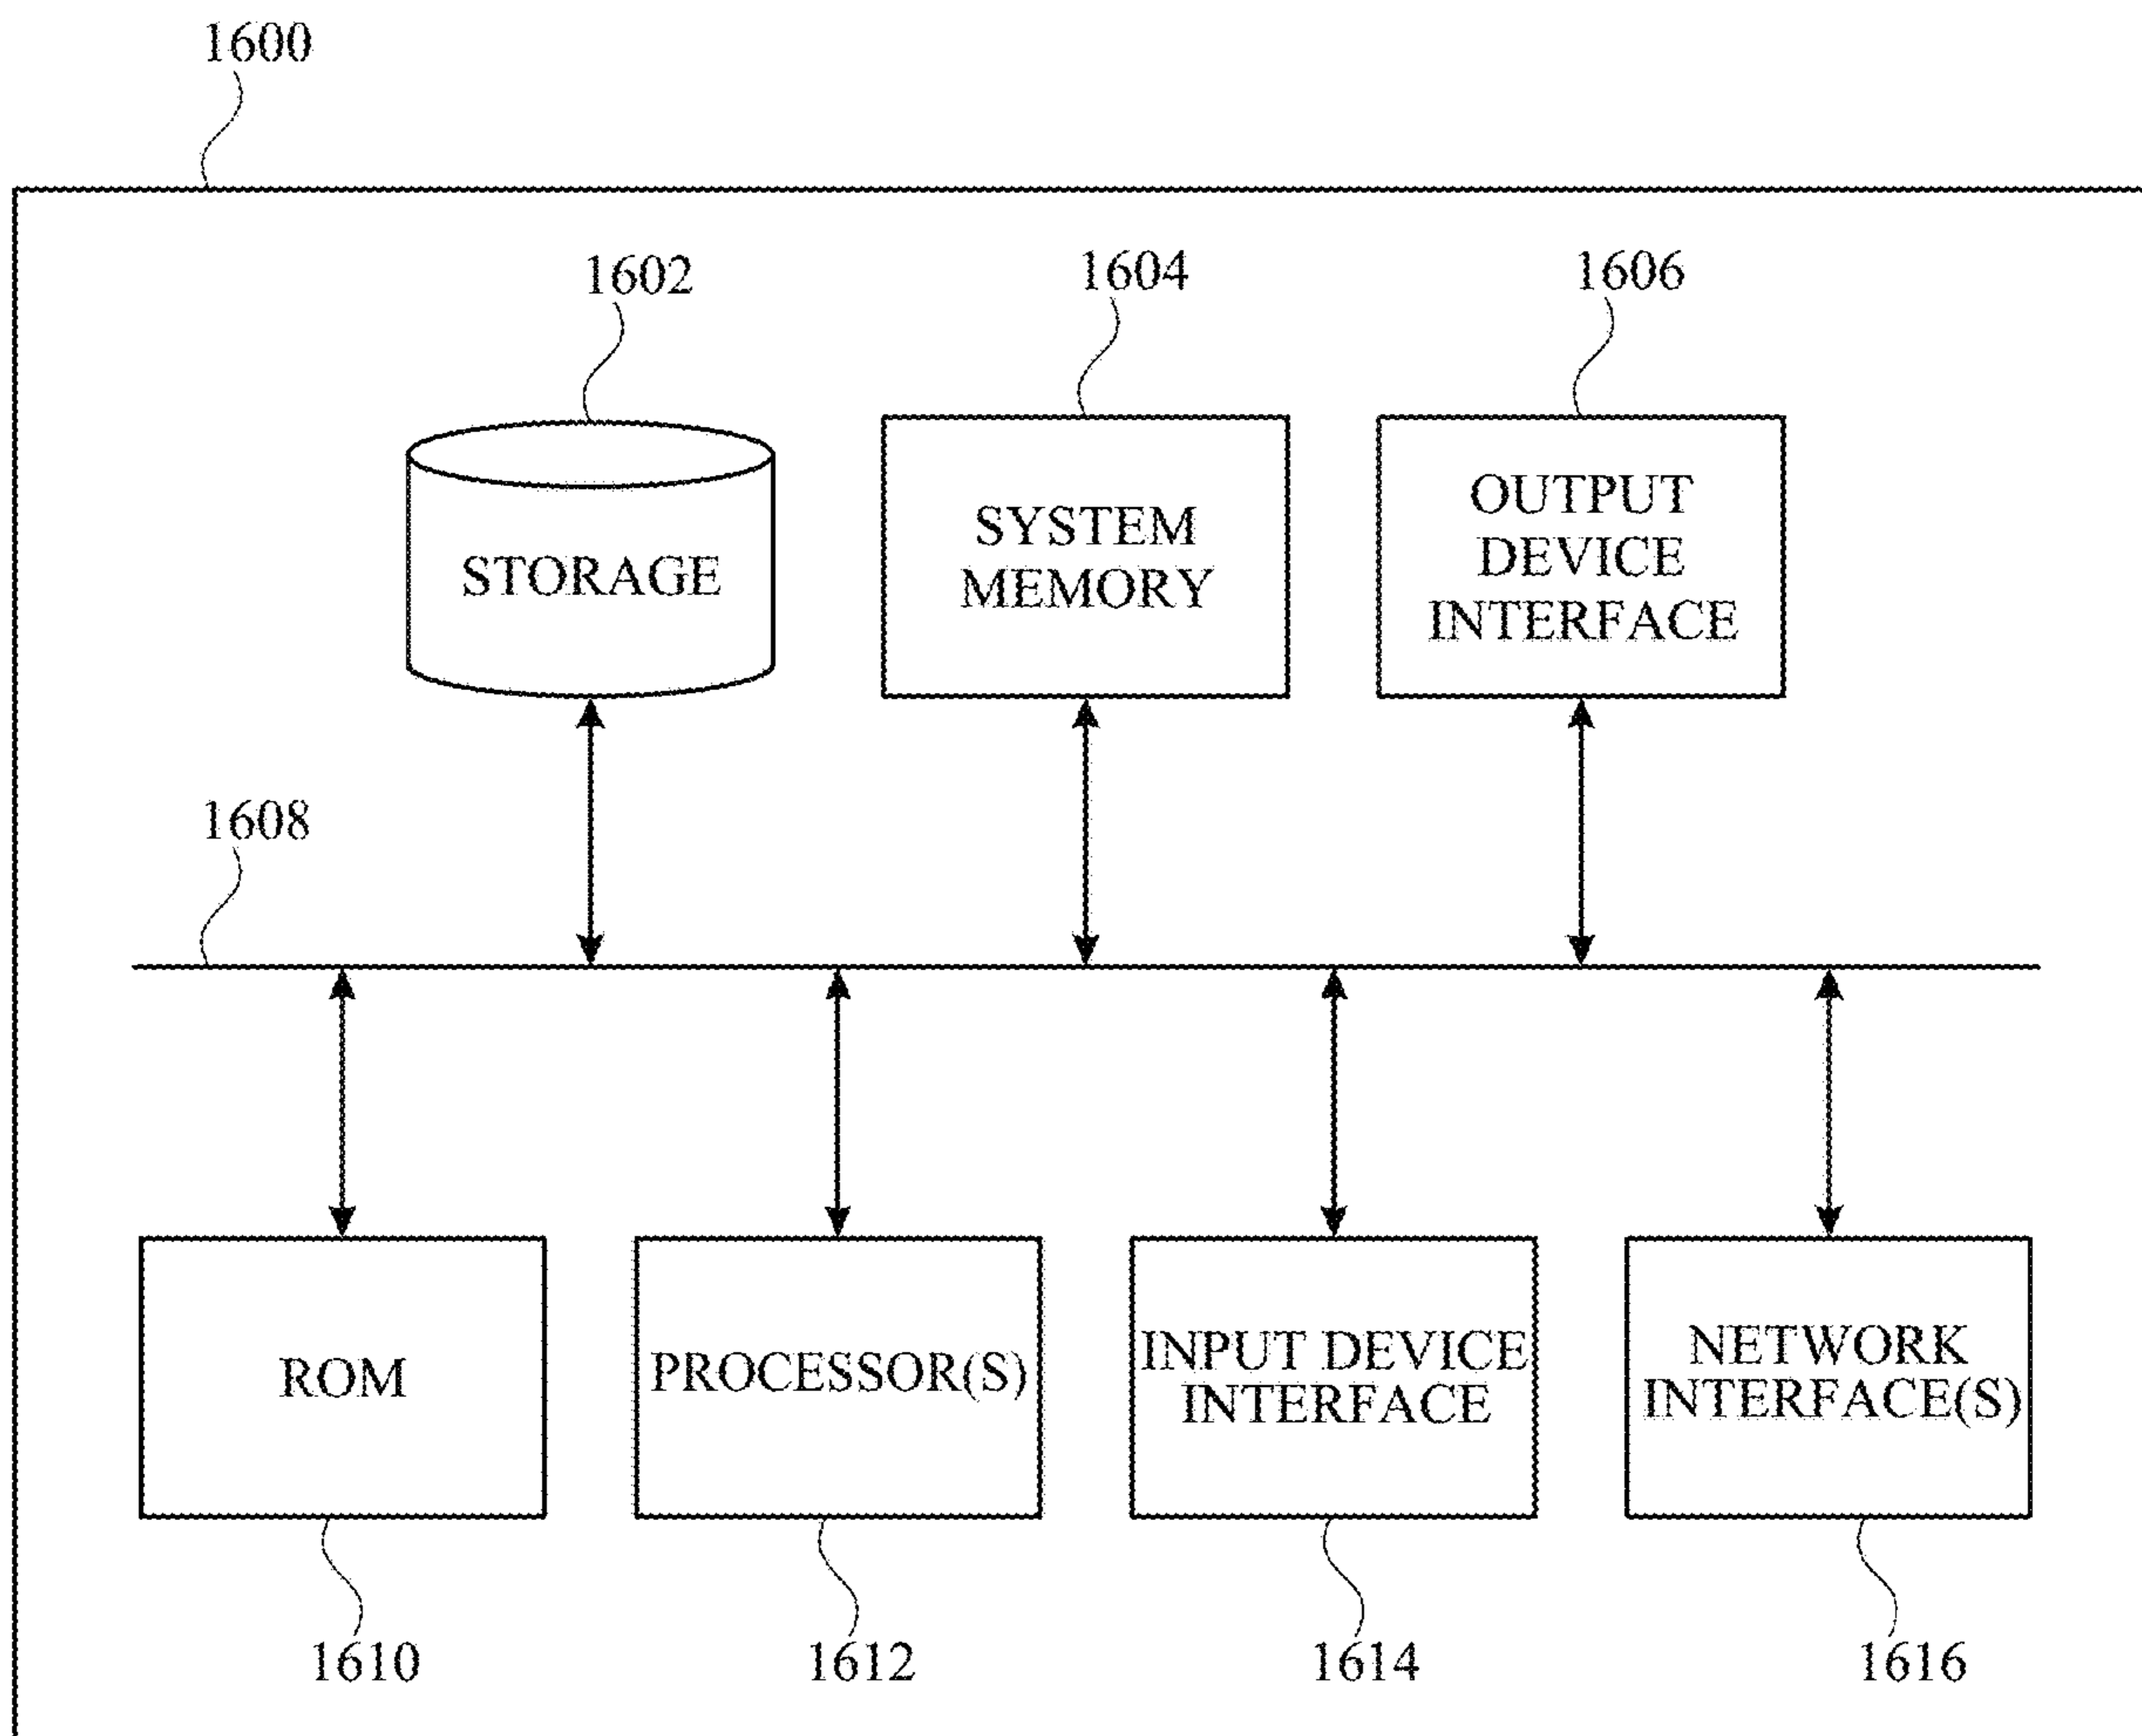 1600
1602
1604
1606
STORAGE
SYSTEM
MEMORY
OUTPUT
DEVICE
INTERFACE
1608
ROM
PROCESSOR(S)
INPUT DEVICE
INTERFACE
NETWORK
INTERFACE(S)
1610
1612
1614
1616